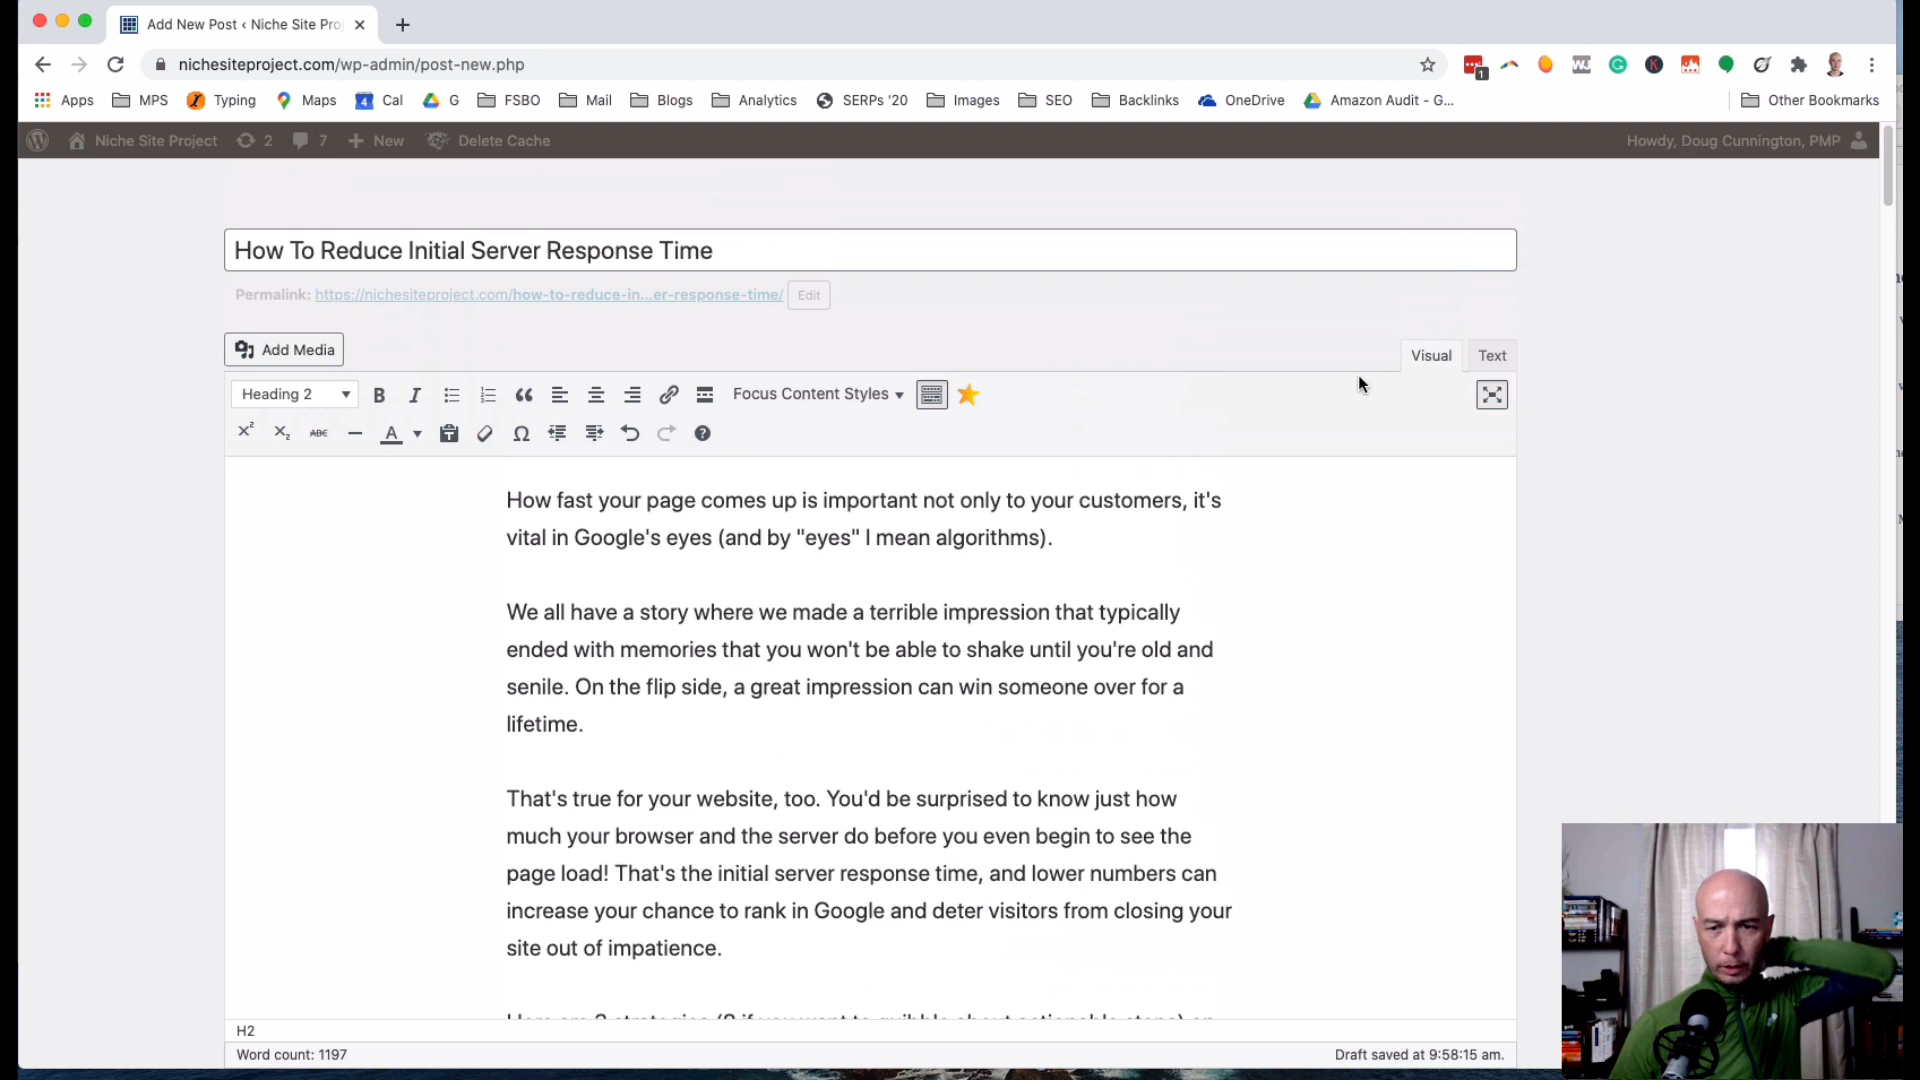 Add New Post ‹ Niche Site Pro
nichesiteproject.com/wp-admin/post-new.php
1
Apps MPS Typing Maps Cal G FSBO Mail Blogs Analytics SERPs '20 Images SEO Backlinks OneDrive Amazon Audit - G... Other Bookmarks
Niche Site Project 2 7 New Delete Cache Howdy, Doug Cunnington, PMP
How To Reduce Initial Server Response Time
Permalink: https://nichesiteproject.com/how-to-reduce-in...er-response-time/ Edit
Add Media
Visual Text
Heading 2 B I Focus Content Styles
ABC A
How fast your page comes up is important not only to your customers, it's
vital in Google's eyes (and by "eyes" I mean algorithms).
We all have a story where we made a terrible impression that typically
ended with memories that you won't be able to shake until you're old and
senile. On the flip side, a great impression can win someone over for a
lifetime.
That's true for your website, too. You'd be surprised to know just how
much your browser and the server do before you even begin to see the
page load! That's the initial server response time, and lower numbers can
increase your chance to rank in Google and deter visitors from closing your
site out of impatience.
H2
Word count: 1197
Draft saved at 9:58:15 am.